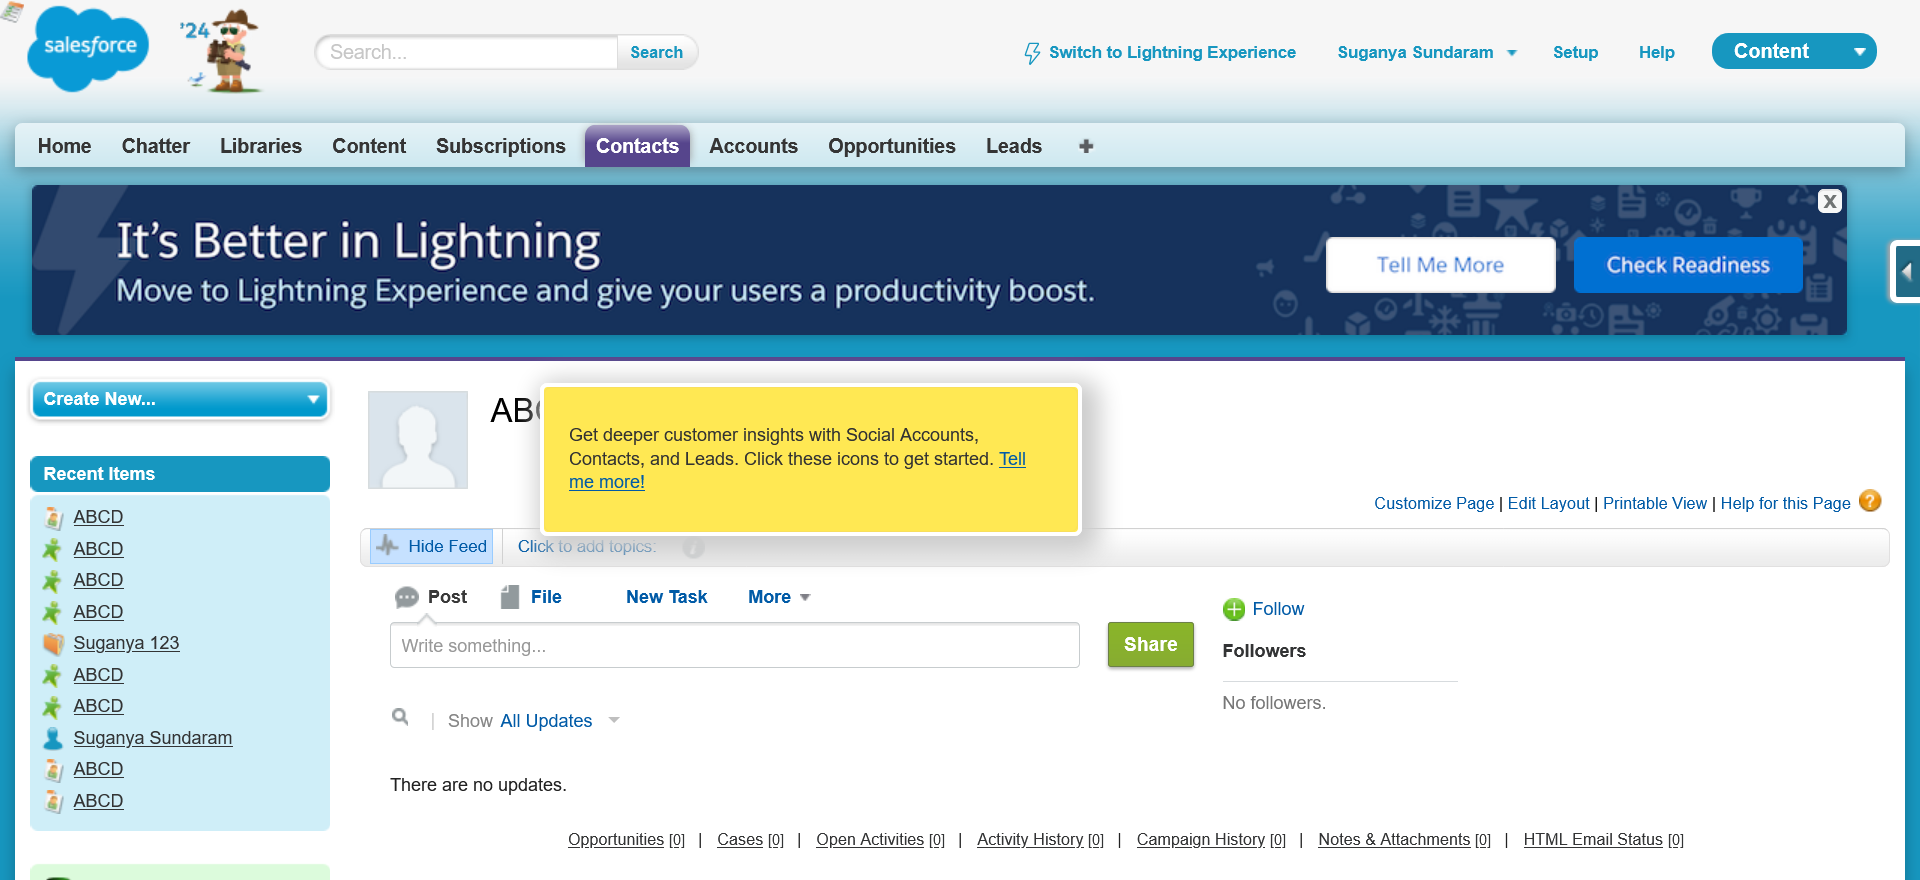 salesforce
'24
Search...
Search
Switch to Lightning Experience
Suganya Sundaram
Setup
Help
Content
Home
Chatter
Libraries
Content
Subscriptions
Contacts
Accounts
Opportunities
Leads
It's Better in Lightning
Move to Lightning Experience and give your users a productivity boost.
Tell Me More
Check Readiness
X
Create New...
Recent Items
ABCD
ABCD
ABCD
ABCD
Suganya 123
ABCD
ABCD
Suganya Sundaram
ABCD
ABCD
Get deeper customer insights with Social Accounts,
Contacts, and Leads. Click these icons to get started. Tell
me more!
Customize Page | Edit Layout | Printable View | Help for this Page ?
Hide Feed
Click to add topics:
Post
File
New Task
More
Write something...
Share
Follow
Followers
No followers.
| Show All Updates
There are no updates.
Opportunities [0] | Cases [0] | Open Activities [0] | Activity History [0] | Campaign History [0] | Notes & Attachments [0] | HTML Email Status [0]